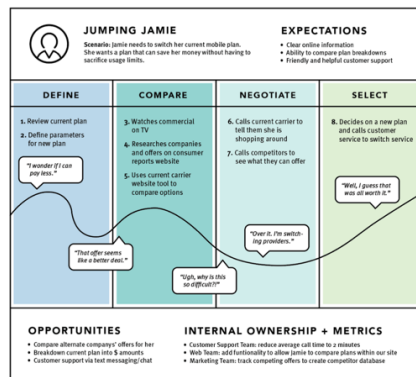 JUMPING JAMIE
Scenario: Jamie needs to switch her current mobile plan.
She wants a plan that can save her money without having to
sacrifice usage limits.
EXPECTATIONS
• Clear online information
• Ability to compare plan breakdowns
• Friendly and helpful customer support
DEFINE
COMPARE
NEGOTIATE
SELECT
1. Review current plan
2. Define parameters
for new plan
3. Watches commercial
on TV
4. Researches companies
and offers on consumer
reports website
5. Uses current carrier
website tool to
compare options
6. Calls current carrier to
tell them she is
shopping around
7. Calls competitors to
see what they can offer
8. Decides on a new plan
and calls customer
service to switch service
"I wonder if I can
pay less."
"That offer seems
like a better deal."
"Ugh, why is this
so difficult?!"
"Over it. I'm switch-
ing providers."
"Well, I guess that
was all worth it."
OPPORTUNITIES
• Compare alternate companys' offers for her
• Breakdown current plan into $ amounts
• Customer support via text messaging/chat
INTERNAL OWNERSHIP + METRICS
• Customer Support Team: reduce average call time to 2 minutes
• Web Team: add funtionality to allow Jamie to compare plans within our site
• Marketing Team: track competing offers to create competitor database